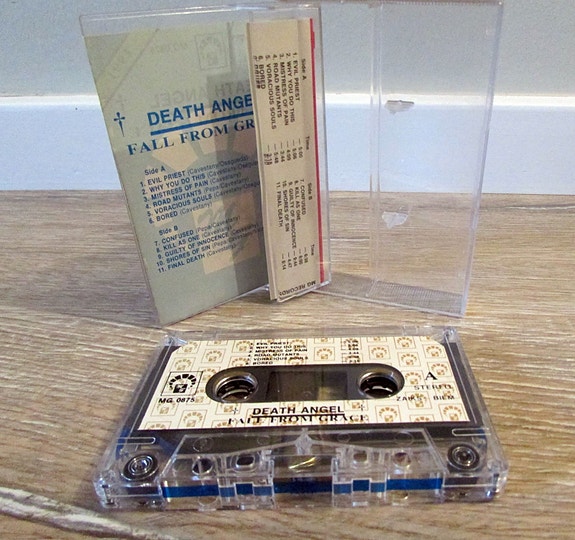 DEATH ANGEL
FALL FROM GRACE
Side A
1. EVIL PRIEST (Cavestany/Osegueda)
2. WHY YOU DO THIS (Cavestany/Osegueda
3. MISTRESS OF PAIN (Cavestany)
4. ROAD MUTANTS (Pepa/Cavestany)
5. VORACIOUS SOULS (Cavestany/
6. BORED (Cavestany)
Side B
7. CONFUSED (Pepa/Cavestany)
8. KILL AS ONE (Cavestany)
9. GUILTY OF INNOCENCE
10. SHORES OF SIN (Pepa/Cavestany)
11. FINAL DEATH (Cavestany/
Side A Time
1. EVIL PRIEST — 5:00
2. WHY YOU DO THIS
3. MISTRESS OF PAIN
4. ROAD MUTANTS
5. VORACIOUS SOULS
6. BORED
Side B Time
7. CONFUSED
8. KILL AS ONE
9. GUILTY OF INNOCENCE
10. SHORES OF SIN
11. FINAL DEATH
MG RECORDS
1. EVIL PRIEST
2. WHY YOU DO THIS
3. MISTRESS OF PAIN
4. ROAD MUTANTS
5. VORACIOUS SOULS
6. BORED
A
STEREO
MG 0875
ZAIKS BIEM
DEATH ANGEL
FALL FROM GRACE